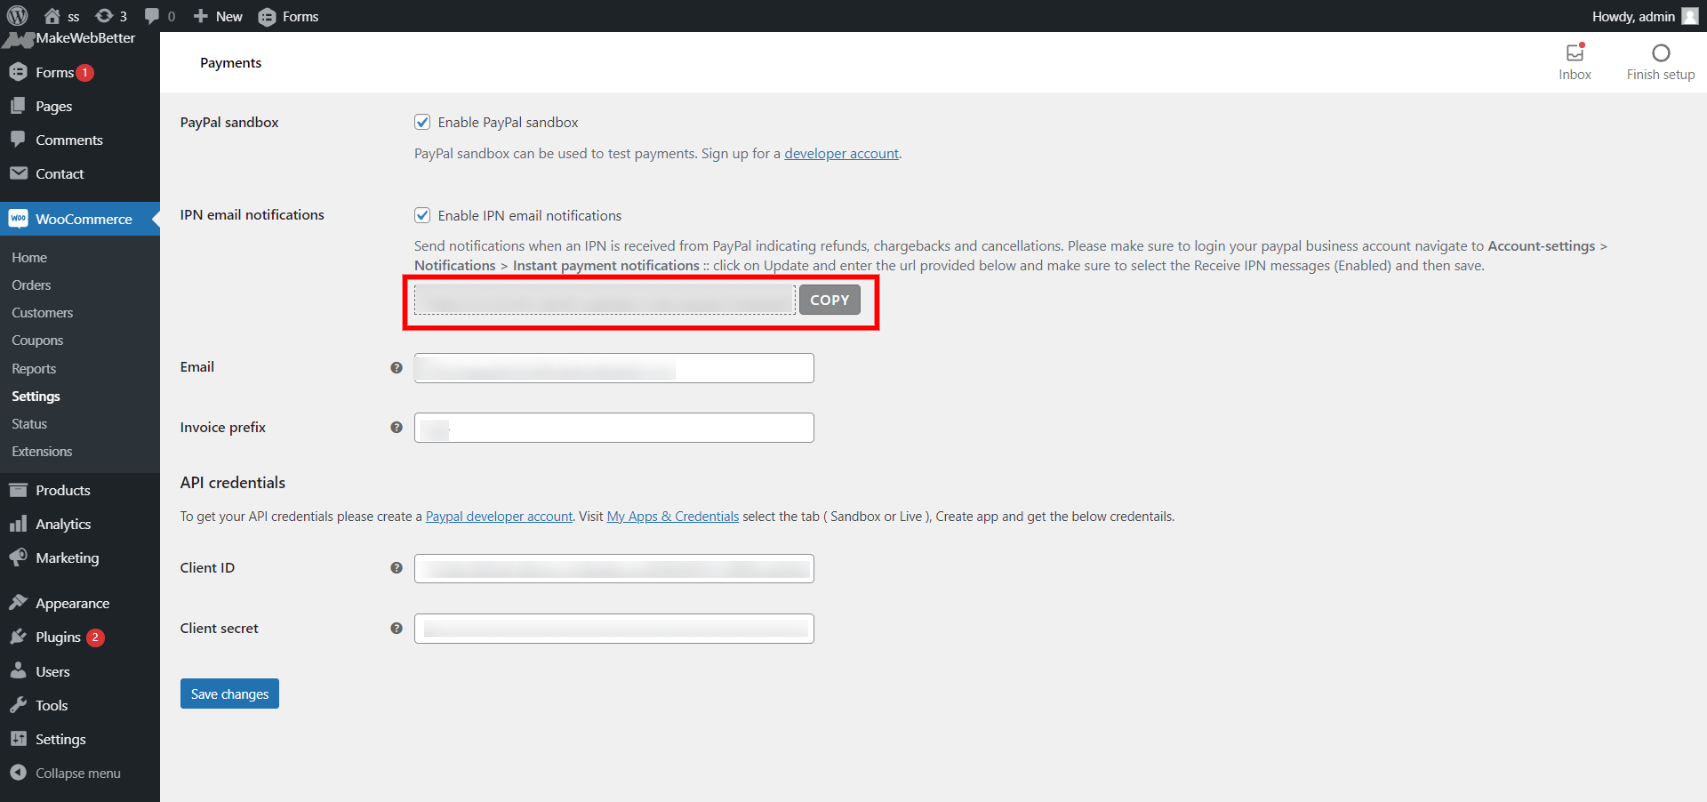 ss 3 0 New Forms
Howdy, admin
MakeWebBetter
Forms 1
Pages
Comments
Contact
WooCommerce
Home
Orders
Customers
Coupons
Reports
Settings
Status
Extensions
Products
Analytics
Marketing
Appearance
Plugins 2
Users
Tools
Settings
Collapse menu
Payments
Inbox
Finish setup
PayPal sandbox
Enable PayPal sandbox
PayPal sandbox can be used to test payments. Sign up for a developer account.
IPN email notifications
Enable IPN email notifications
Send notifications when an IPN is received from PayPal indicating refunds, chargebacks and cancellations. Please make sure to login your paypal business account navigate to Account-settings >
Notifications > Instant payment notifications :: click on Update and enter the url provided below and make sure to select the Receive IPN messages (Enabled) and then save.
COPY
Email
Invoice prefix
API credentials
To get your API credentials please create a Paypal developer account. Visit My Apps & Credentials select the tab ( Sandbox or Live ), Create app and get the below credentails.
Client ID
Client secret
Save changes